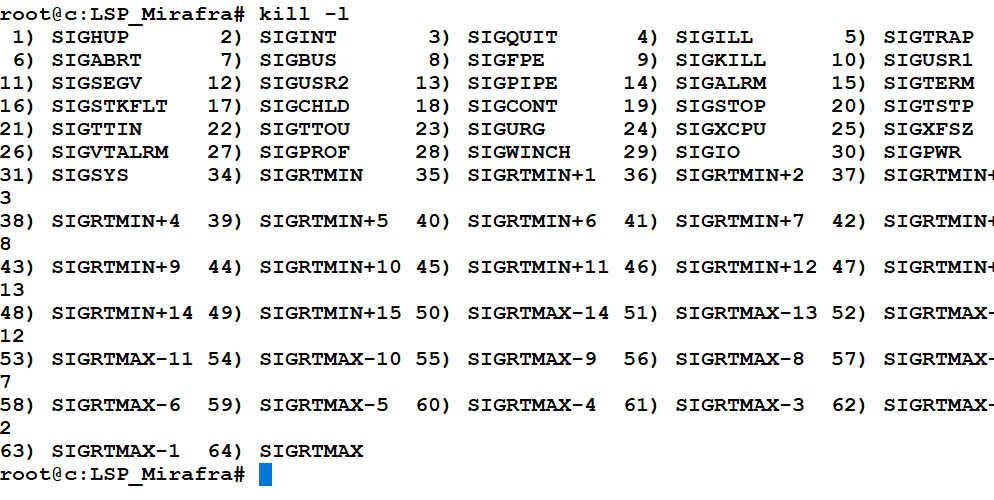 root@c:LSP_Mirafra# kill -l
 1) SIGHUP       2) SIGINT       3) SIGQUIT      4) SIGILL       5) SIGTRAP
 6) SIGABRT      7) SIGBUS       8) SIGFPE       9) SIGKILL     10) SIGUSR1
11) SIGSEGV     12) SIGUSR2     13) SIGPIPE     14) SIGALRM     15) SIGTERM
16) SIGSTKFLT   17) SIGCHLD     18) SIGCONT     19) SIGSTOP     20) SIGTSTP
21) SIGTTIN     22) SIGTTOU     23) SIGURG      24) SIGXCPU     25) SIGXFSZ
26) SIGVTALRM   27) SIGPROF     28) SIGWINCH    29) SIGIO       30) SIGPWR
31) SIGSYS      34) SIGRTMIN    35) SIGRTMIN+1  36) SIGRTMIN+2  37) SIGRTMIN+
3
38) SIGRTMIN+4  39) SIGRTMIN+5  40) SIGRTMIN+6  41) SIGRTMIN+7  42) SIGRTMIN+
8
43) SIGRTMIN+9  44) SIGRTMIN+10 45) SIGRTMIN+11 46) SIGRTMIN+12 47) SIGRTMIN+
13
48) SIGRTMIN+14 49) SIGRTMIN+15 50) SIGRTMAX-14 51) SIGRTMAX-13 52) SIGRTMAX-
12
53) SIGRTMAX-11 54) SIGRTMAX-10 55) SIGRTMAX-9  56) SIGRTMAX-8  57) SIGRTMAX-
7
58) SIGRTMAX-6  59) SIGRTMAX-5  60) SIGRTMAX-4  61) SIGRTMAX-3  62) SIGRTMAX-
2
63) SIGRTMAX-1  64) SIGRTMAX
root@c:LSP_Mirafra#